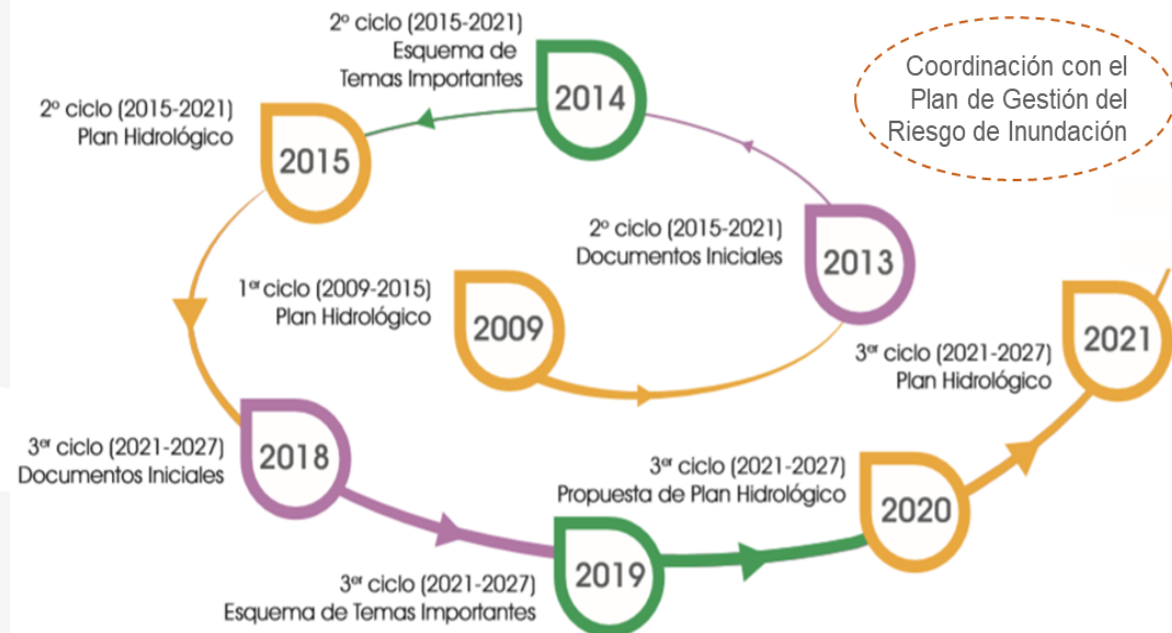 2º ciclo (2015-2021)
Esquema de
Temas Importantes
2014
Coordinación con el
Plan de Gestión del
Riesgo de Inundación
2º ciclo (2015-2021)
Plan Hidrológico
2015
2º ciclo (2015-2021)
Documentos Iniciales
2013
1er ciclo (2009-2015)
Plan Hidrológico
2009
3er ciclo (2021-2027)
Plan Hidrológico
2021
3er ciclo (2021-2027)
Documentos Iniciales
2018
3er ciclo (2021-2027)
Propuesta de Plan Hidrológico
2020
3er ciclo (2021-2027)
Esquema de Temas Importantes
2019